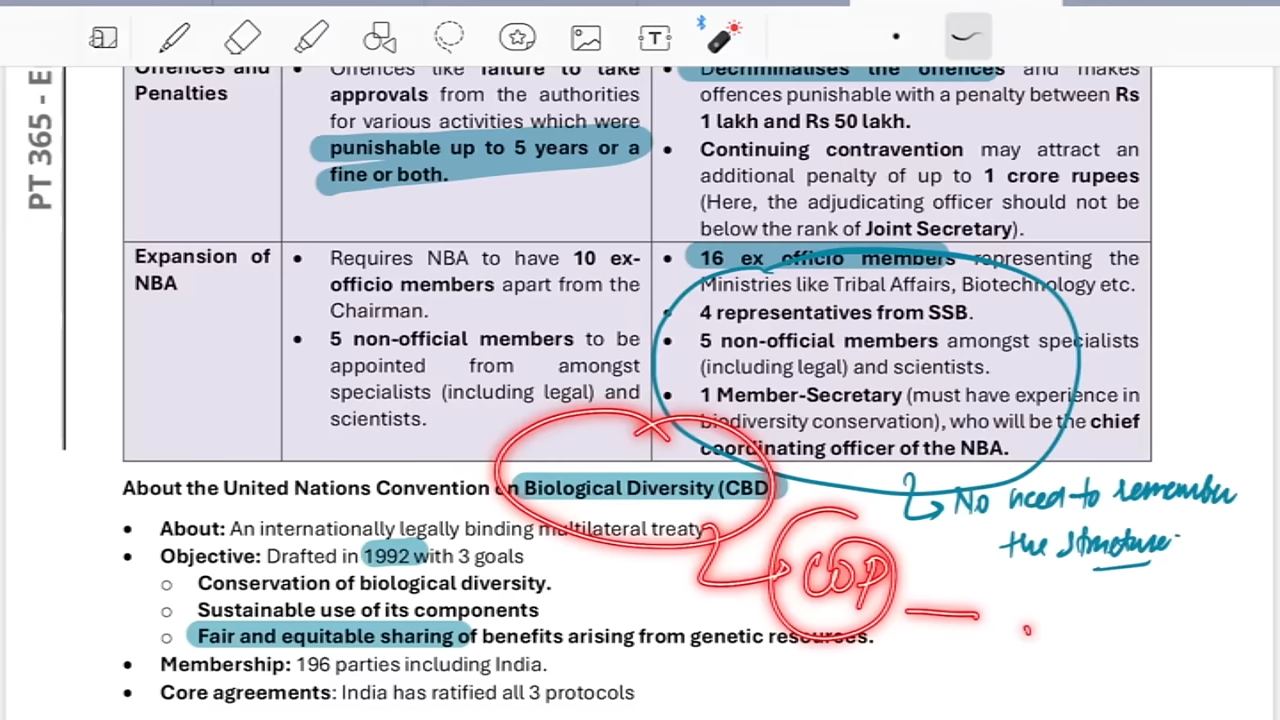 PT 365 - E
Offences and
Penalties
• Offences like failure to take
approvals from the authorities
for various activities which were
punishable up to 5 years or a
fine or both.
• Decriminalises the offences and makes
offences punishable with a penalty between Rs
1 lakh and Rs 50 lakh.
• Continuing contravention may attract an
additional penalty of up to 1 crore rupees
(Here, the adjudicating officer should not be
below the rank of Joint Secretary).
Expansion of
NBA
• Requires NBA to have 10 ex-
officio members apart from the
Chairman.
• 5 non-official members to be
appointed from amongst
specialists (including legal) and
scientists.
• 16 ex officio members representing the
Ministries like Tribal Affairs, Biotechnology etc.
• 4 representatives from SSB.
• 5 non-official members amongst specialists
(including legal) and scientists.
• 1 Member-Secretary (must have experience in
biodiversity conservation), who will be the chief
coordinating officer of the NBA.
No need to remember
the structure
About the United Nations Convention on Biological Diversity (CBD)
• About: An internationally legally binding multilateral treaty
• Objective: Drafted in 1992 with 3 goals
o Conservation of biological diversity.
o Sustainable use of its components
o Fair and equitable sharing of benefits arising from genetic resources.
COP
• Membership: 196 parties including India.
• Core agreements: India has ratified all 3 protocols